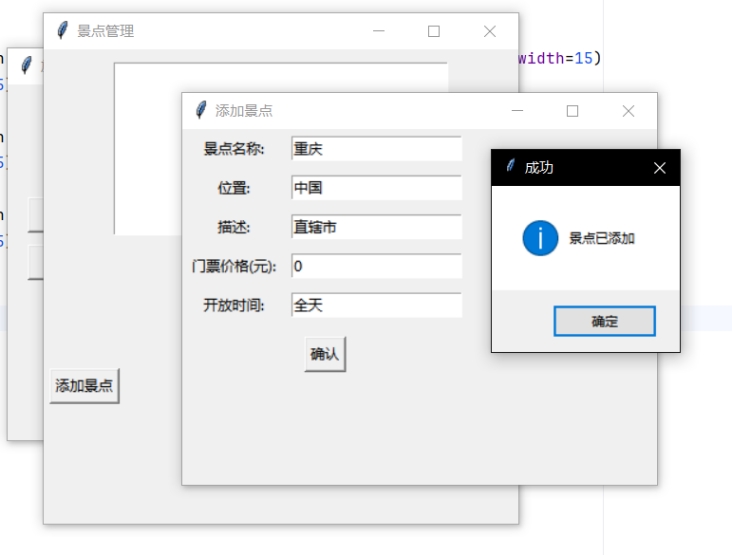 景点管理
width=15)
添加景点
景点名称: 重庆
成功
位置: 中国
描述: 直辖市
景点已添加
门票价格(元): 0
开放时间: 全天
确定
确认
添加景点